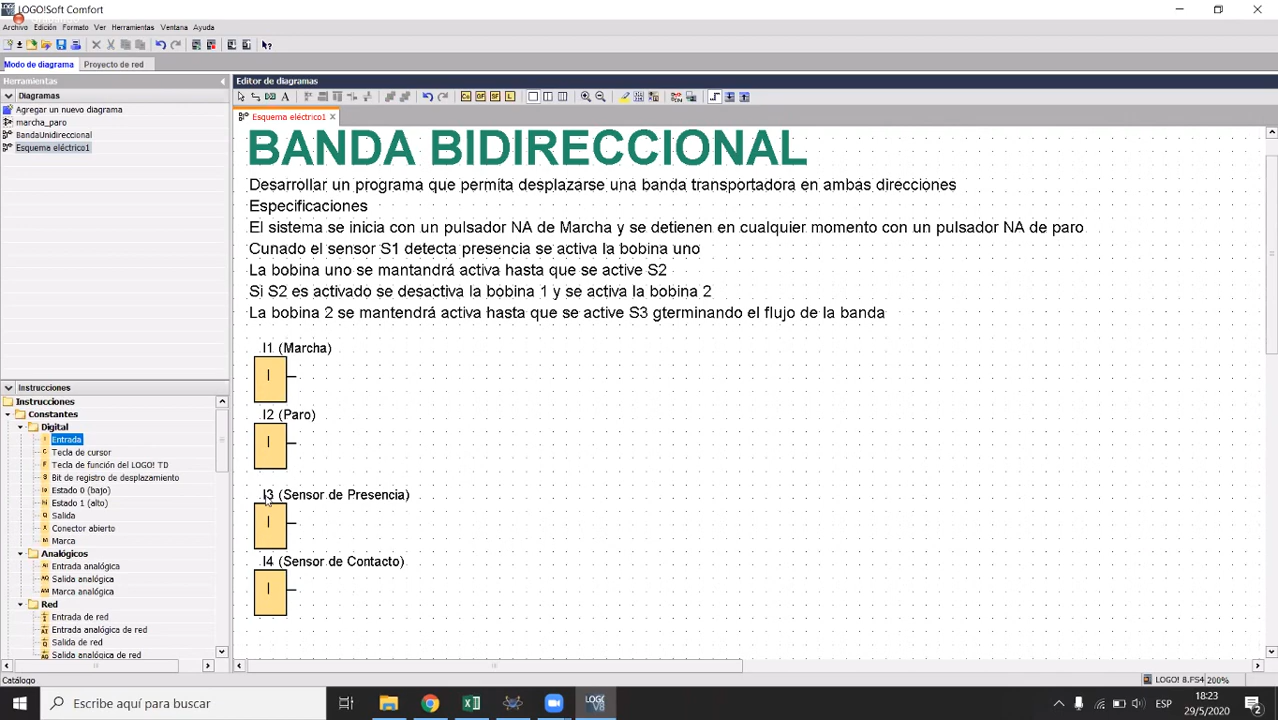 LOGO!Soft Comfort
Archivo Edición Formato Ver Herramientas Ventana Ayuda
Modo de diagrama Proyecto de red
Herramientas
Diagramas
Agregar un nuevo diagrama
marcha_paro
BandaUnidireccional
Esquema eléctrico1
Instrucciones
Instrucciones
Constantes
Digital
I Entrada
C Tecla de cursor
F Tecla de función del LOGO! TD
S Bit de registro de desplazamiento
lo Estado 0 (bajo)
hi Estado 1 (alto)
Q Salida
X Conector abierto
M Marca
Analógicos
AI Entrada analógica
AQ Salida analógica
AM Marca analógica
Red
Entrada de red
Entrada analógica de red
Salida de red
Salida analógica de red
Editor de diagramas
Co GF SF L
Esquema eléctrico1
BANDA BIDIRECCIONAL
Desarrollar un programa que permita desplazarse una banda transportadora en ambas direcciones
Especificaciones
El sistema se inicia con un pulsador NA de Marcha y se detienen en cualquier momento con un pulsador NA de paro
Cunado el sensor S1 detecta presencia se activa la bobina uno
La bobina uno se mantandrá activa hasta que se active S2
Si S2 es activado se desactiva la bobina 1 y se activa la bobina 2
La bobina 2 se mantendrá activa hasta que se active S3 gterminando el flujo de la banda
I1 (Marcha)
I
I2 (Paro)
I
I3 (Sensor de Presencia)
I
I4 (Sensor de Contacto)
I
Catálogo
LOGO! 8.FS4 200%
Escribe aquí para buscar
ESP
18:23
29/5/2020
2